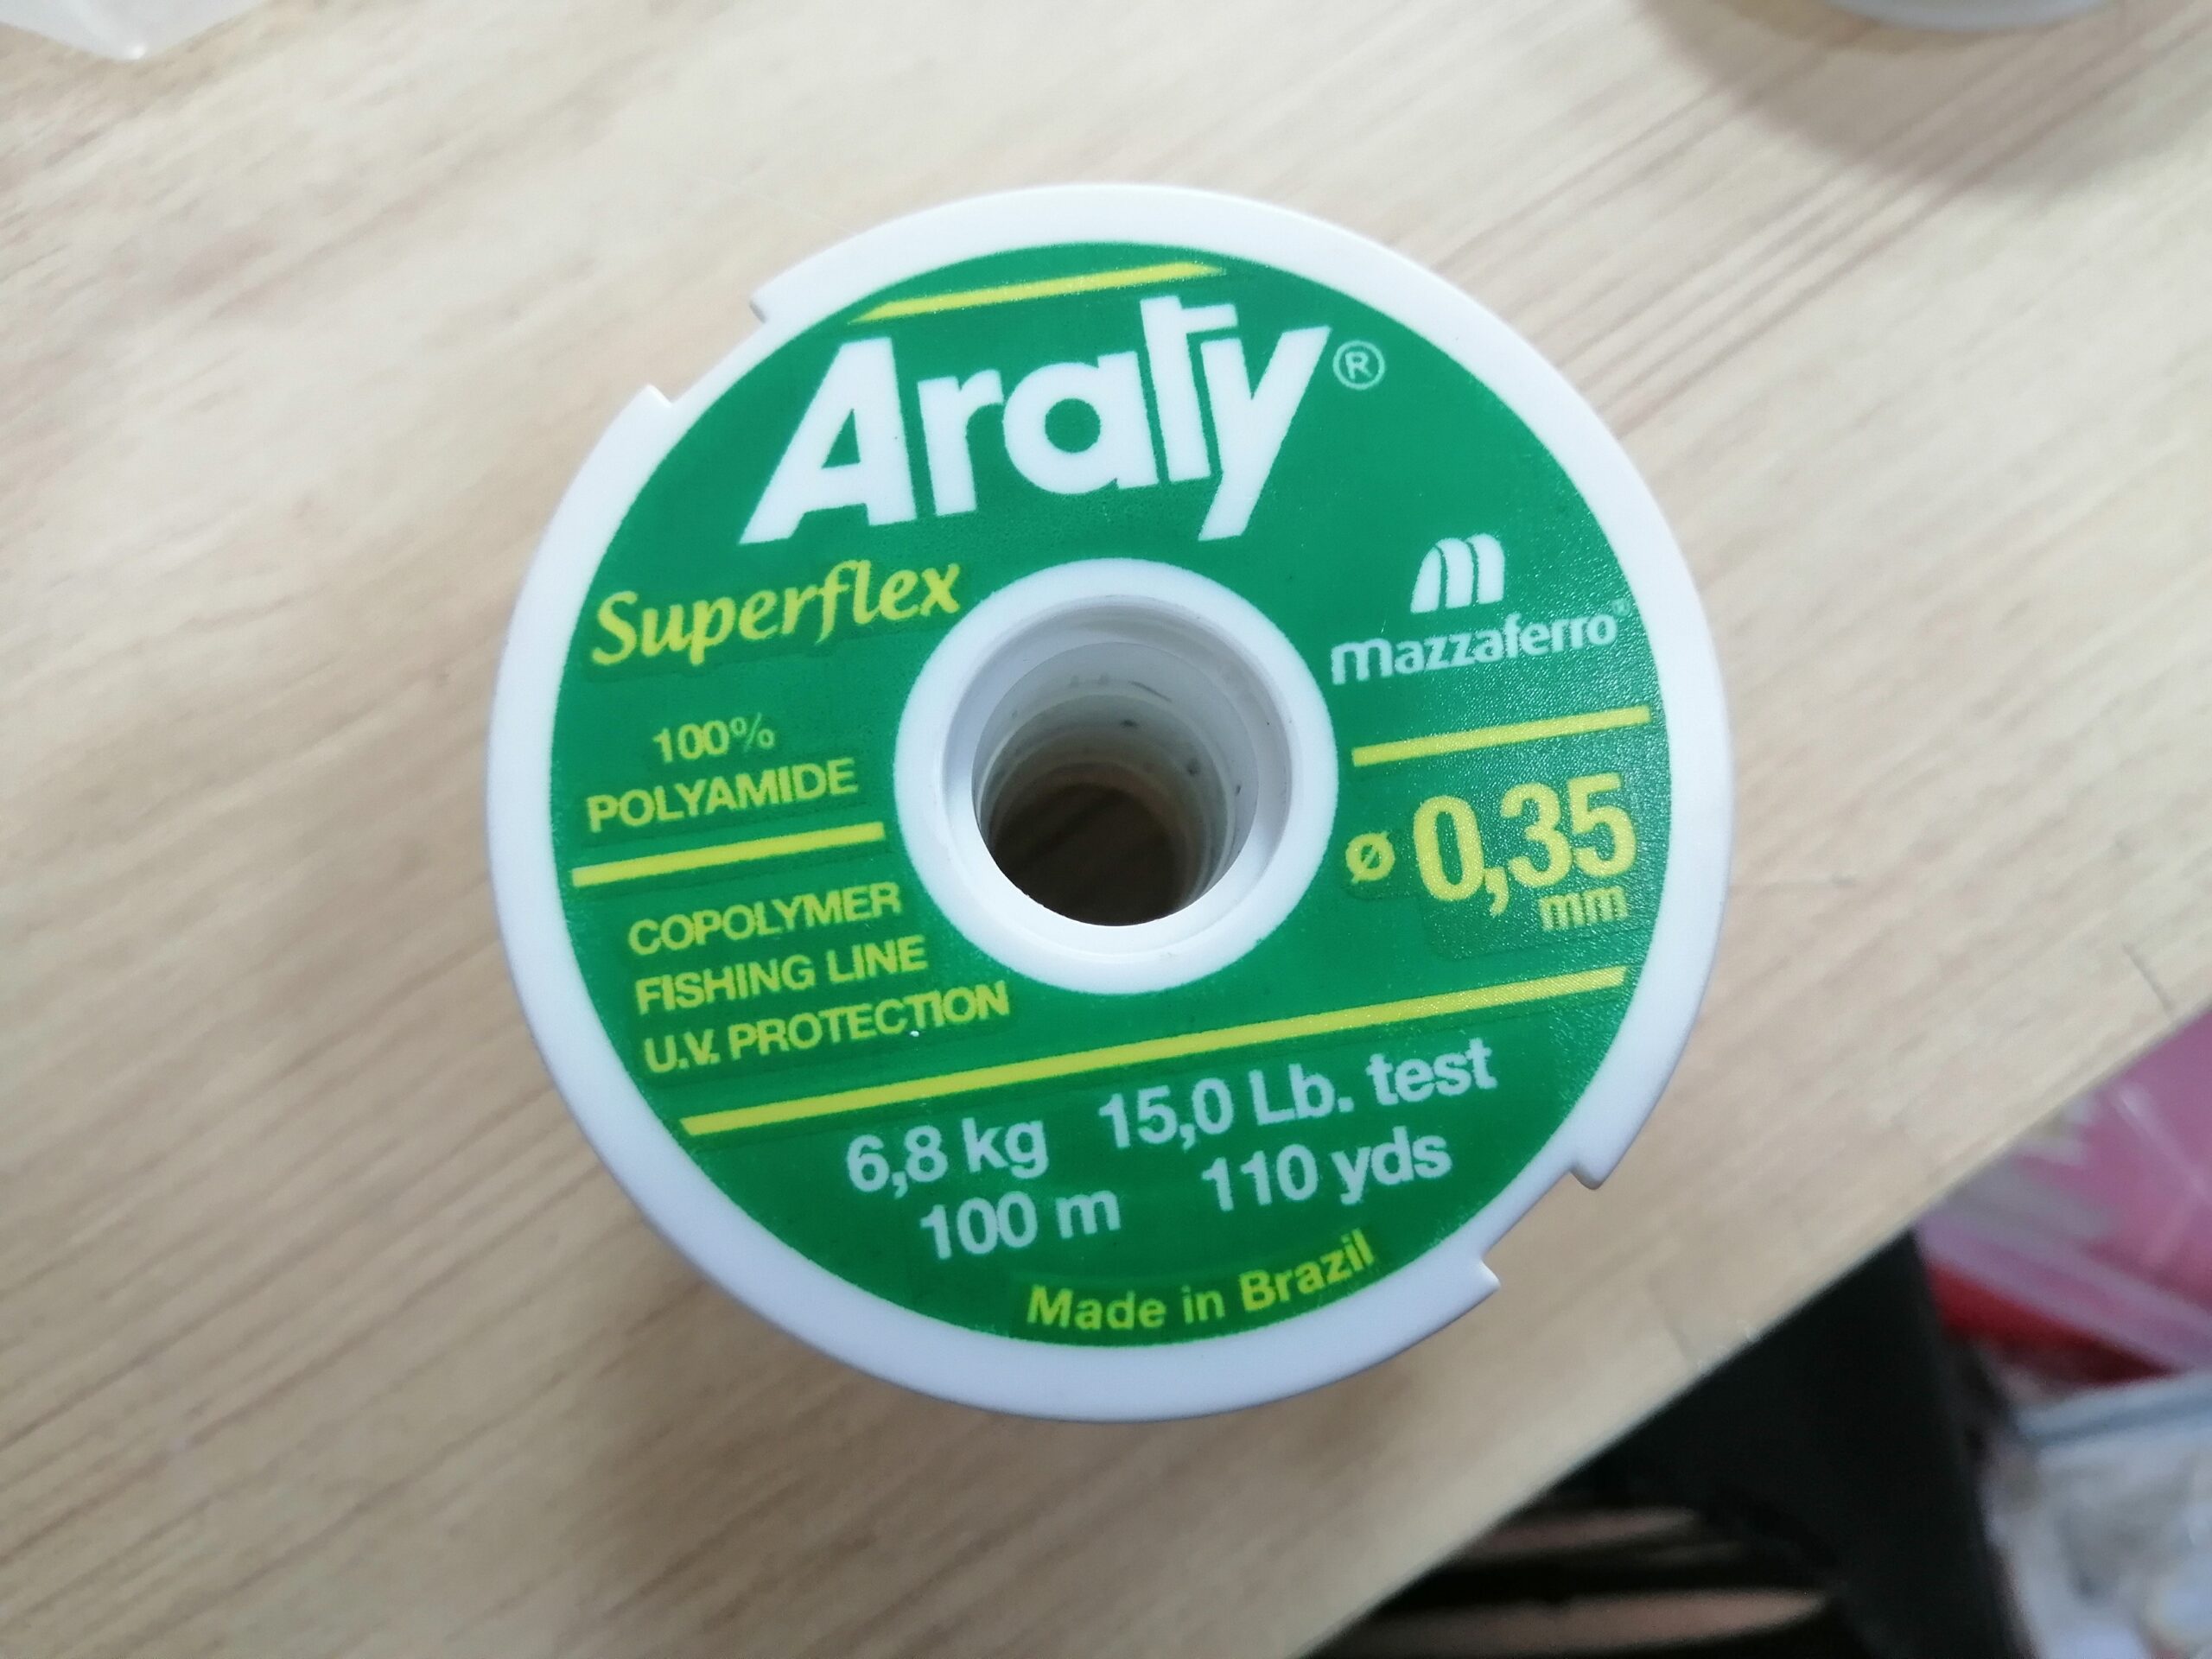 Araty®
Superflex
mazzaferro®
100%
POLYAMIDE
ø 0,35
mm
COPOLYMER
FISHING LINE
U.V. PROTECTION
6,8 kg 15,0 Lb. test
100 m 110 yds
Made in Brazil